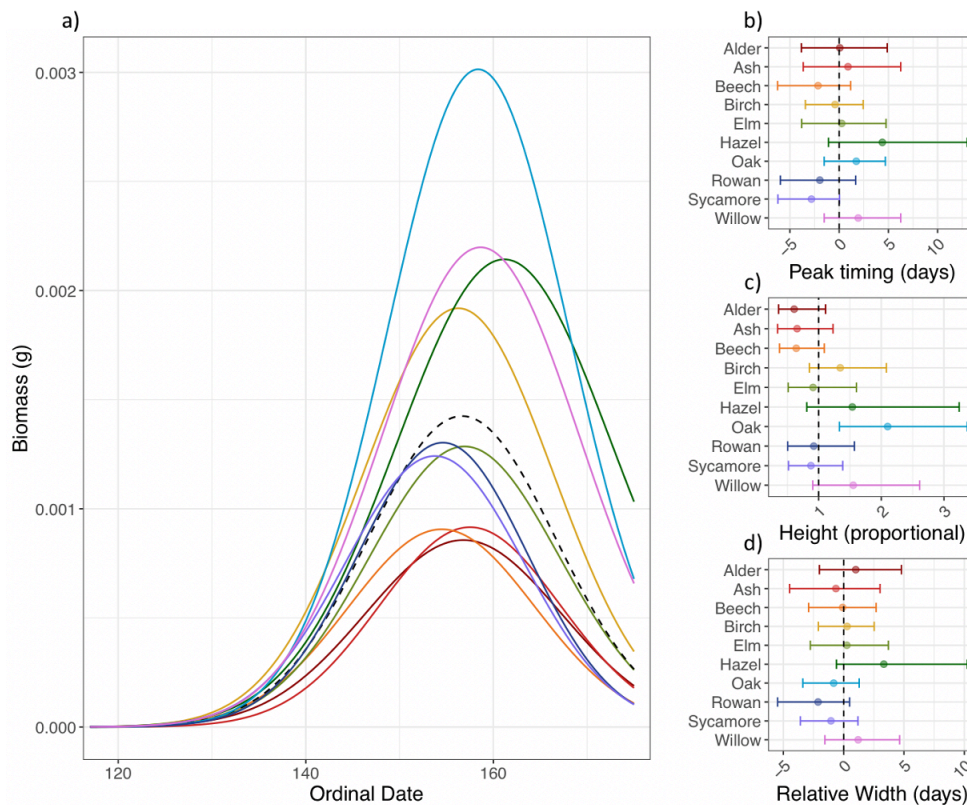 a)
0.003
0.002
0.001
0.000
Biomass (g)
120
140
160
Ordinal Date
b)
Alder
Ash
Beech
Birch
Elm
Hazel
Oak
Rowan
Sycamore
Willow
-5
0
5
10
Peak timing (days)
c)
Alder
Ash
Beech
Birch
Elm
Hazel
Oak
Rowan
Sycamore
Willow
1
2
3
Height (proportional)
d)
Alder
Ash
Beech
Birch
Elm
Hazel
Oak
Rowan
Sycamore
Willow
-5
0
5
10
Relative Width (days)